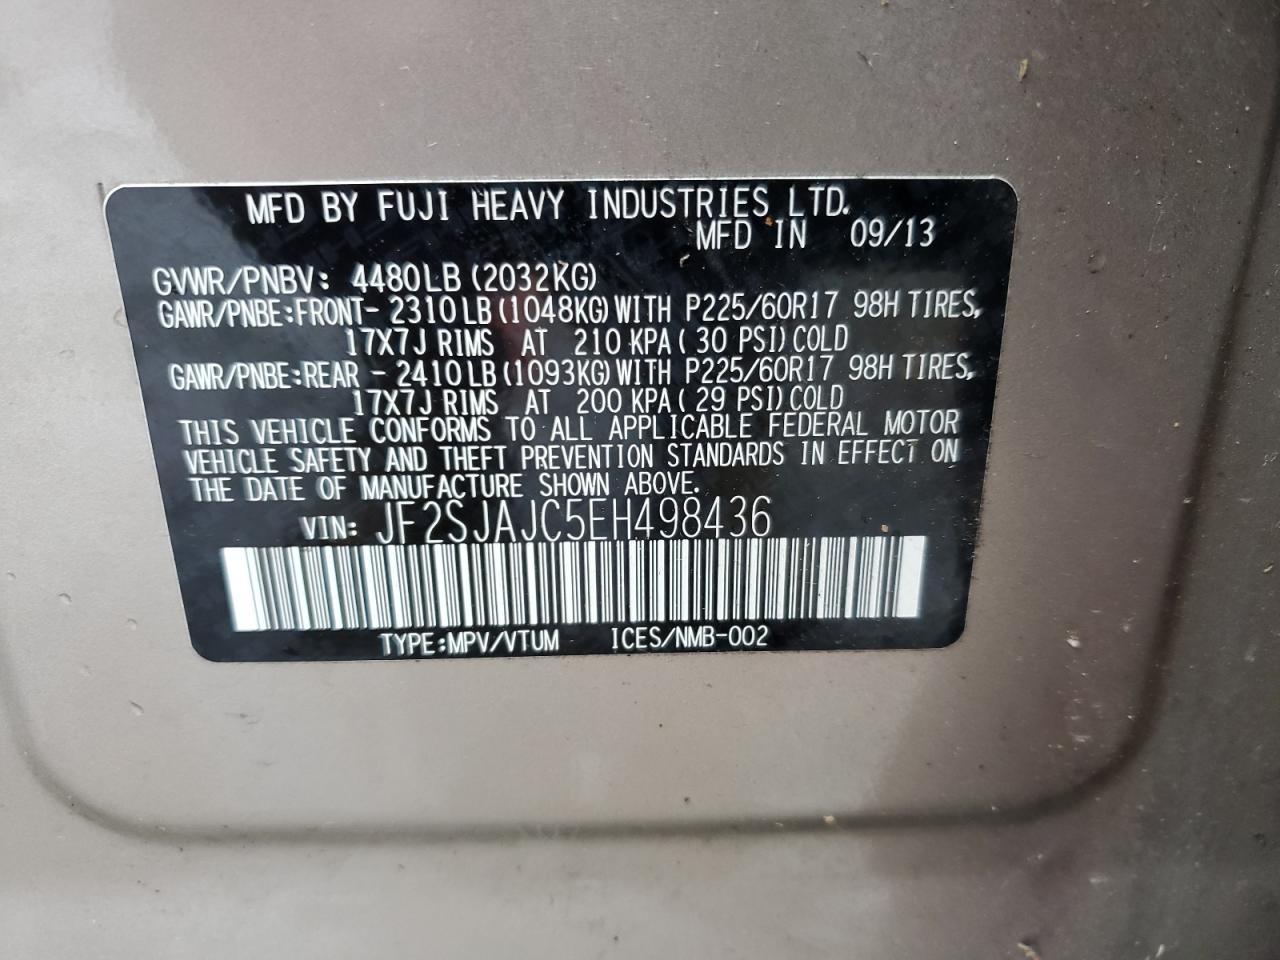 MFD BY FUJI HEAVY INDUSTRIES LTD.
MFD IN 09/13
GVWR/PNBV: 4480LB(2032KG)
GAWR/PNBE:FRONT- 2310LB(1048KG)WITH P225/60R17 98H TIRES,
17X7J RIMS AT 210 KPA( 30 PSI)COLD
GAWR/PNBE:REAR - 2410LB(1093KG)WITH P225/60R17 98H TIRES,
17X7J RIMS AT 200 KPA( 29 PSI)COLD
THIS VEHICLE CONFORMS TO ALL APPLICABLE FEDERAL MOTOR
VEHICLE SAFETY AND THEFT PREVENTION STANDARDS IN EFFECT ON
THE DATE OF MANUFACTURE SHOWN ABOVE.
VIN: JF2SJAJC5EH498436
TYPE:MPV/VTUM ICES/NMB-002